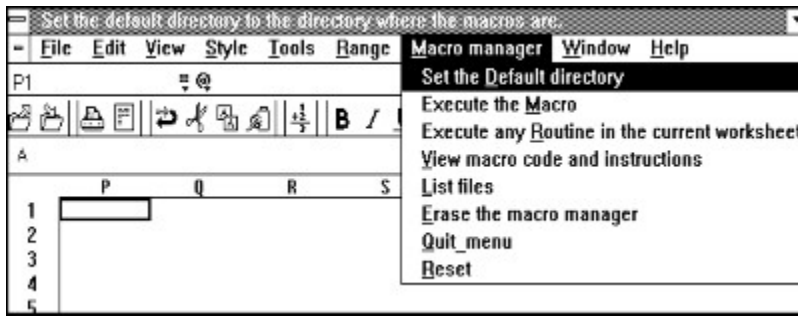 Set the default directory to the directory where the macros are.
File Edit View Style Tools Range Macro manager Window Help
P1 @
Set the Default directory
Execute the Macro
Execute any Routine in the current worksheet
View macro code and instructions
List files
Erase the macro manager
Quit_menu
Reset
B I
A
P Q R S
1
2
3
4
5